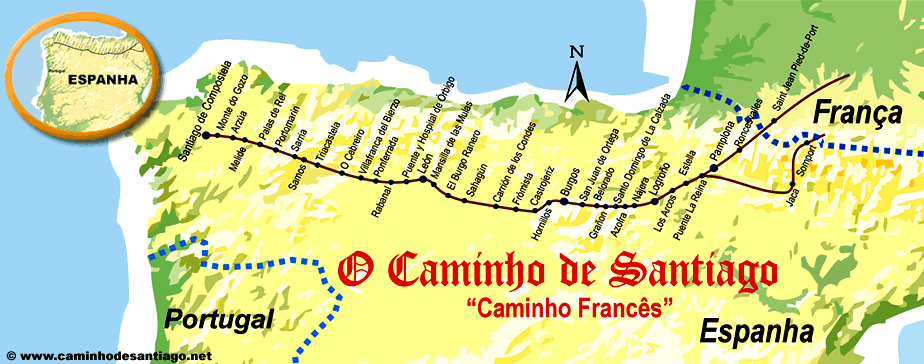 Portugal
ESPANHA
N
Santiago de Compostela
Monte do Gozo
Arzúa
Melide
Palas de Rei
Portomarín
Sarria
Samos
Triacastela
O Cebreiro
Villafranca del Bierzo
Ponferrada
Rabanal
Puente y Hospital de Órbigo
León
Mansilla de las Mulas
El Burgo Ranero
Sahagún
Carrión de los Condes
Frómista
Castrojeriz
Hornillos
Burgos
San Juan de Ortega
Belorado
Grañon
Santo Domingo de La Calzada
Azofra
Nájera
Logroño
Los Arcos
Estella
Puente La Reina
Pamplona
Roncesvalles
Saint Jean Pied-de-Port
Jaca
Somport
França
O Caminho de Santiago
“Caminho Francês”
Portugal
Espanha
© www.caminhodesantiago.net